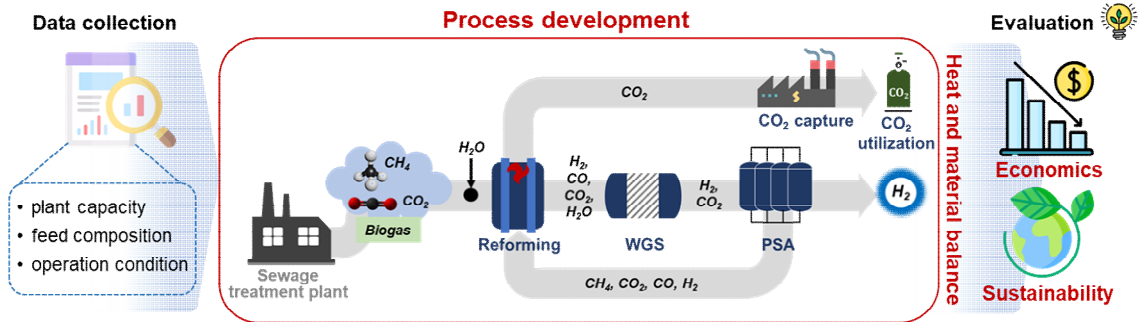 Data collection
• plant capacity
• feed composition
• operation condition
Process development
Sewage
treatment plant
CH₄
CO₂
Biogas
H₂O
Reforming
H₂,
CO,
CO₂,
H₂O
WGS
H₂,
CO₂
PSA
CH₄, CO₂, CO, H₂
CO₂
CO₂ capture
CO₂
CO₂
utilization
H₂
Heat and material balance
Evaluation
$
Economics
Sustainability